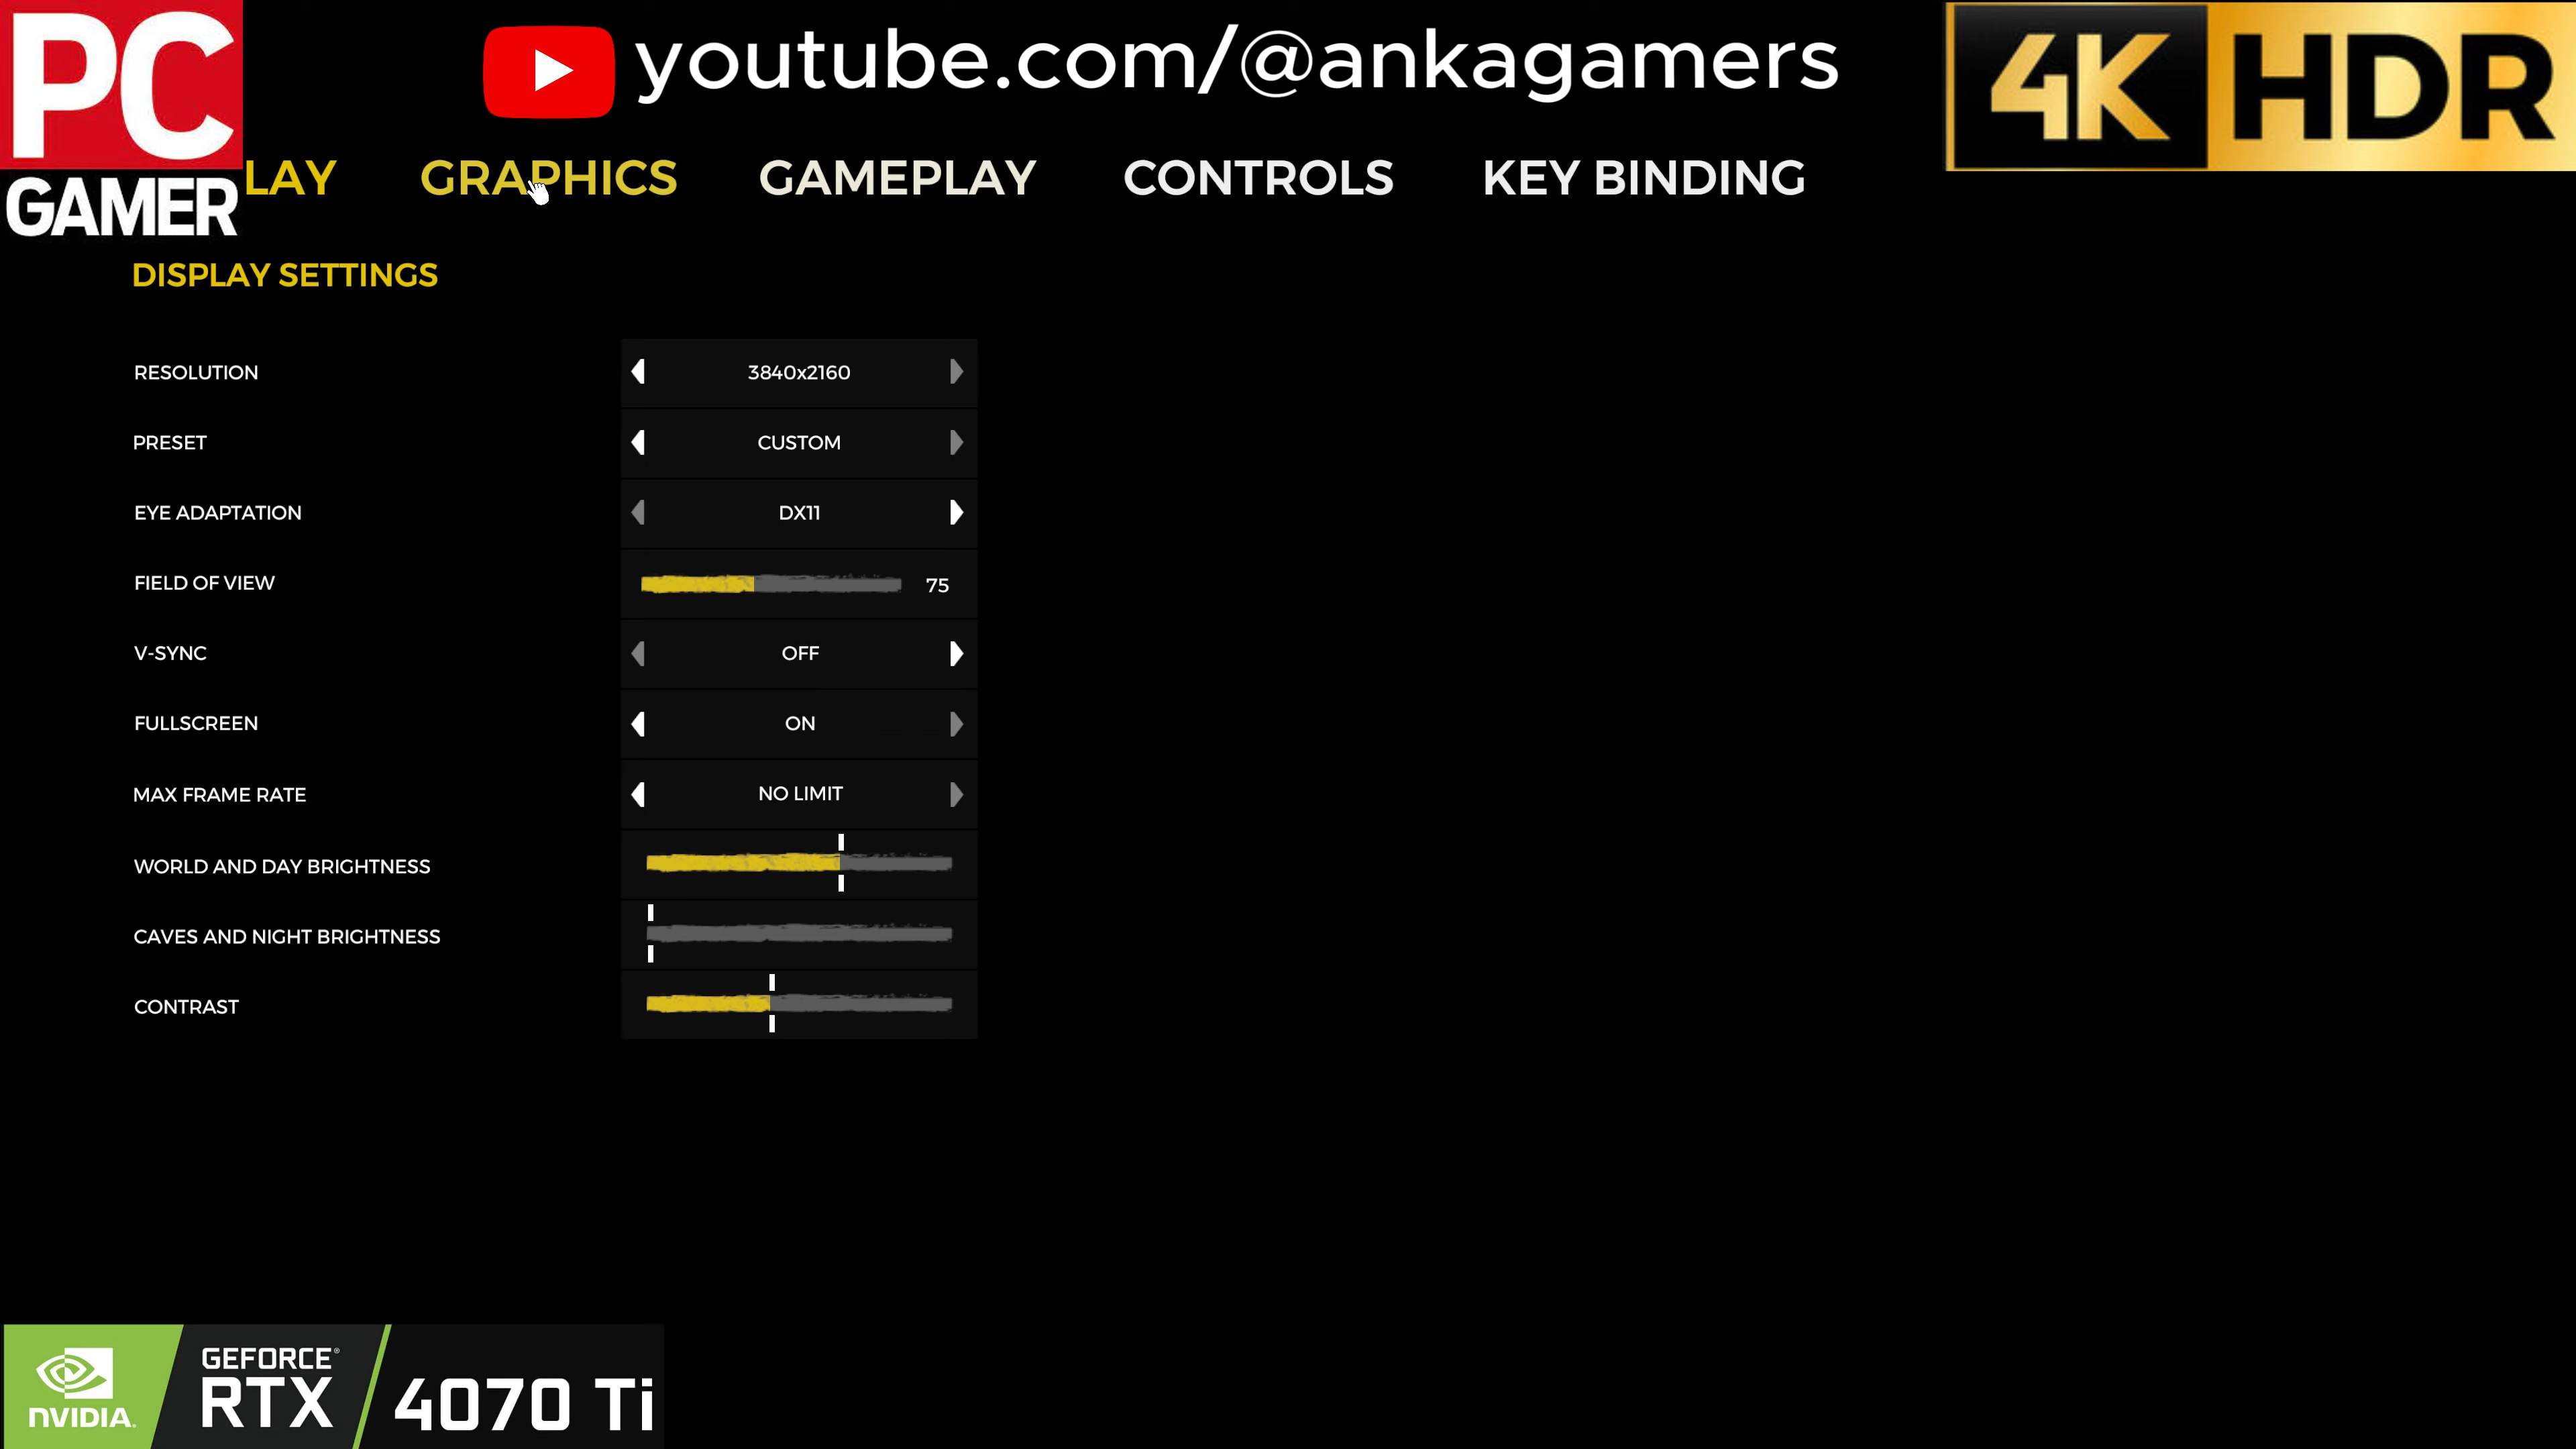 PC
GAMER
youtube.com/@ankagamers
4K HDR
LAY GRAPHICS GAMEPLAY CONTROLS KEY BINDING
DISPLAY SETTINGS
RESOLUTION 3840x2160
PRESET CUSTOM
EYE ADAPTATION DX11
FIELD OF VIEW 75
V-SYNC OFF
FULLSCREEN ON
MAX FRAME RATE NO LIMIT
WORLD AND DAY BRIGHTNESS
CAVES AND NIGHT BRIGHTNESS
CONTRAST
NVIDIA.
GEFORCE®
RTX
4070 Ti